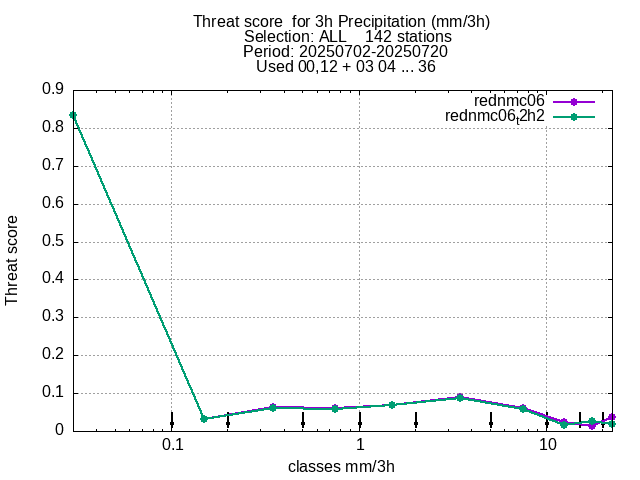 Threat score  for 3h Precipitation (mm/3h)
Selection: ALL    142 stations
Period: 20250702-20250720
Used 00,12 + 03 04 ... 36
rednmc06
rednmc06t2h2
0.9
0.8
0.7
0.6
0.5
0.4
0.3
0.2
0.1
0
Threat score
0.1 1 10
classes mm/3h